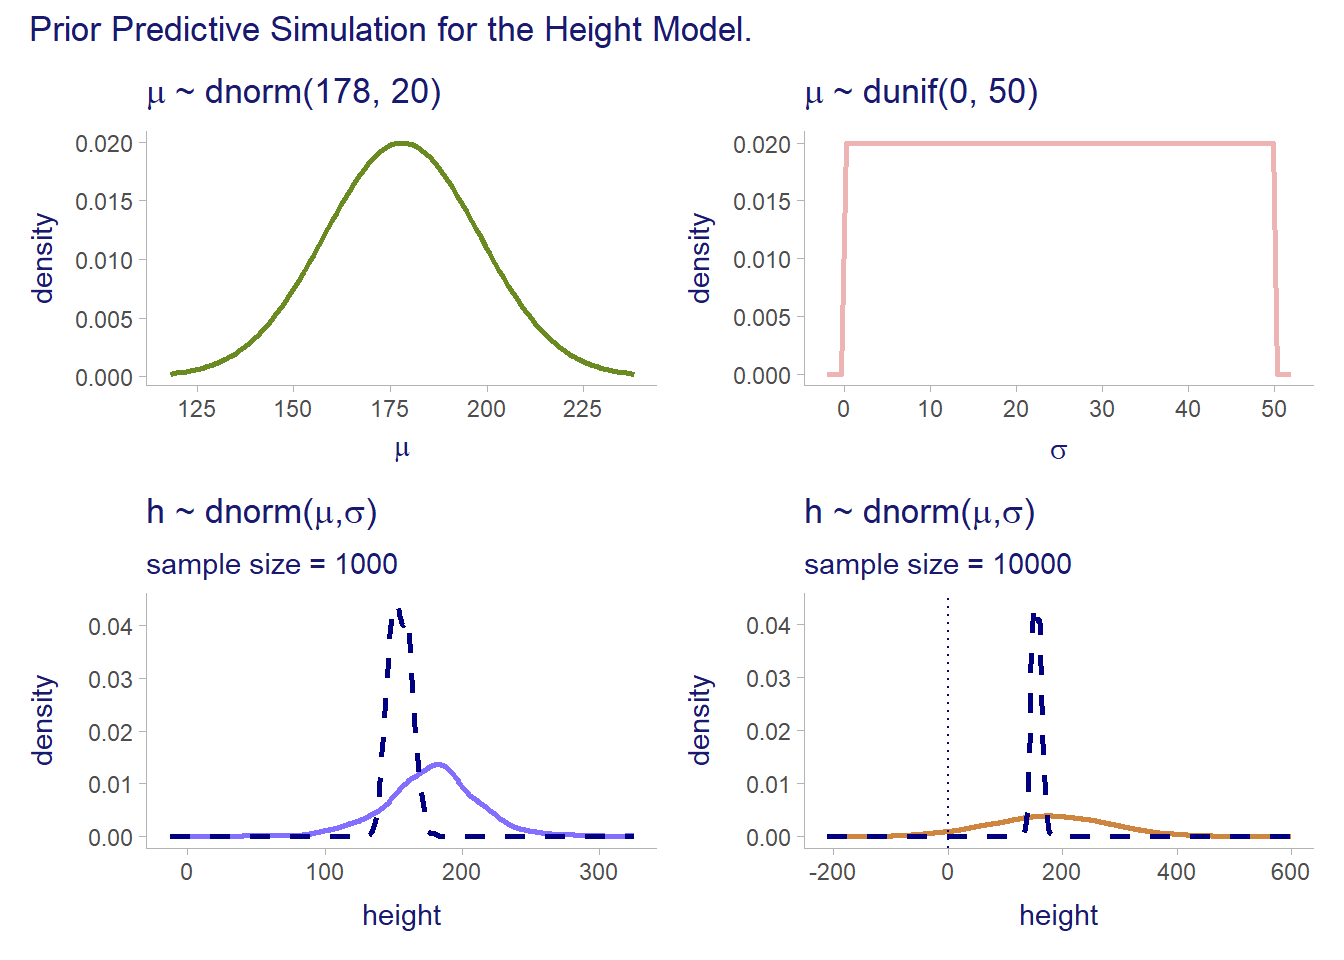 Prior Predictive Simulation for the Height Model.
μ ~ dnorm(178, 20)
0.020
0.015
0.010
0.005
0.000
density
125 150 175 200 225
μ
μ ~ dunif(0, 50)
0.020
0.015
0.010
0.005
0.000
density
0 10 20 30 40 50
σ
h ~ dnorm(μ,σ)
sample size = 1000
0.04
0.03
0.02
0.01
0.00
density
0 100 200 300
height
h ~ dnorm(μ,σ)
sample size = 10000
0.04
0.03
0.02
0.01
0.00
density
-200 0 200 400 600
height